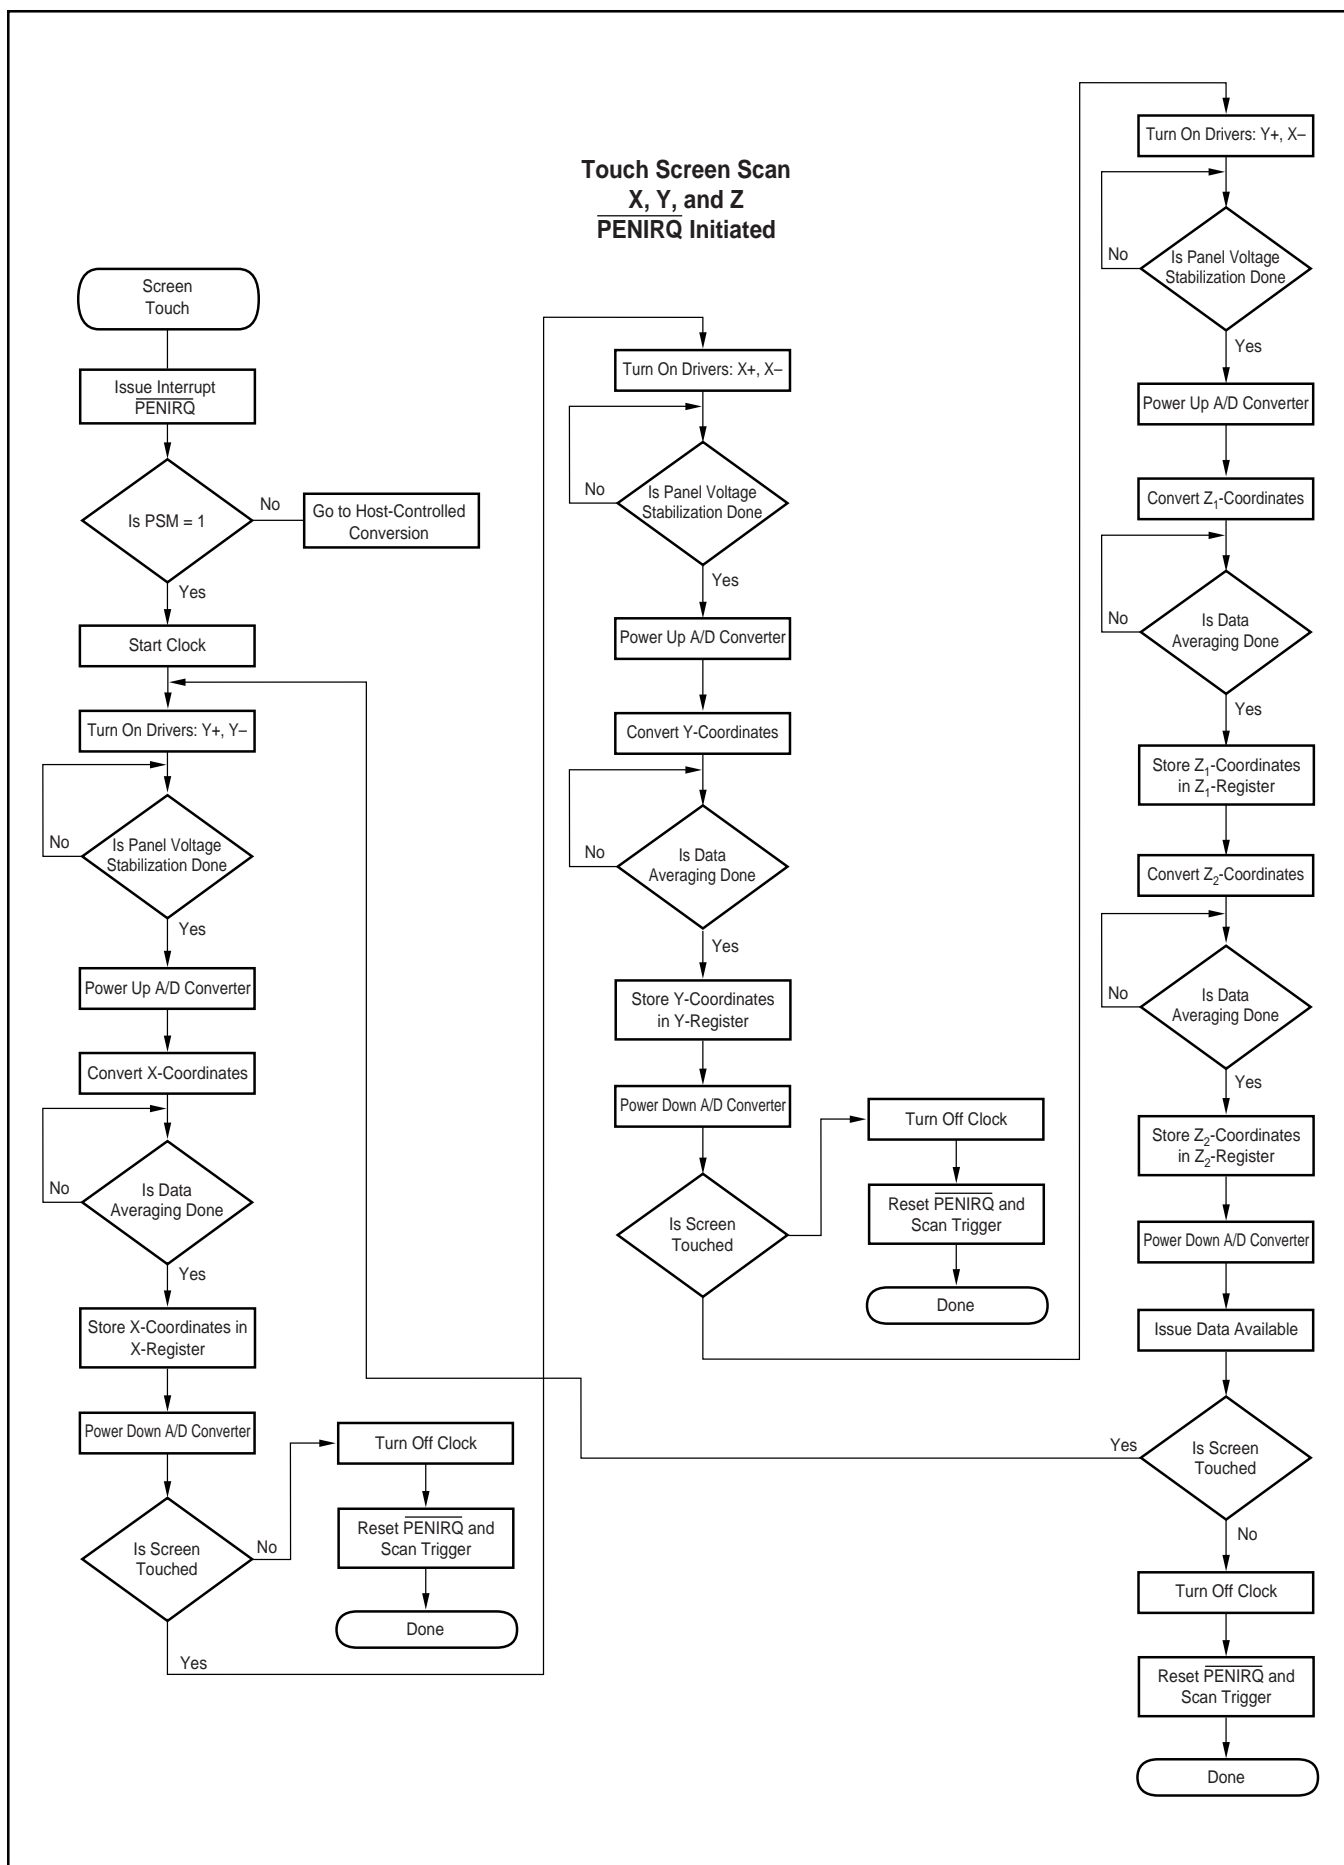 Touch Screen Scan
X, Y, and Z
PENIRQ Initiated
Screen
Touch
Issue Interrupt
PENIRQ
Is PSM = 1
No
Go to Host-Controlled
Conversion
Yes
Start Clock
Turn On Drivers: Y+, Y–
Is Panel Voltage
Stabilization Done
No
Yes
Power Up A/D Converter
Convert X-Coordinates
Is Data
Averaging Done
No
Yes
Store X-Coordinates in
X-Register
Power Down A/D Converter
Is Screen
Touched
No
Turn Off Clock
Reset PENIRQ and
Scan Trigger
Done
Yes
Turn On Drivers: X+, X–
Is Panel Voltage
Stabilization Done
No
Yes
Power Up A/D Converter
Convert Y-Coordinates
Is Data
Averaging Done
No
Yes
Store Y-Coordinates
in Y-Register
Power Down A/D Converter
Is Screen
Touched
Turn Off Clock
Reset PENIRQ and
Scan Trigger
Done
Turn On Drivers: Y+, X–
Is Panel Voltage
Stabilization Done
No
Yes
Power Up A/D Converter
Convert Z1-Coordinates
Is Data
Averaging Done
No
Yes
Store Z1-Coordinates
in Z1-Register
Convert Z2-Coordinates
Is Data
Averaging Done
No
Yes
Store Z2-Coordinates
in Z2-Register
Power Down A/D Converter
Issue Data Available
Is Screen
Touched
Yes
No
Turn Off Clock
Reset PENIRQ and
Scan Trigger
Done